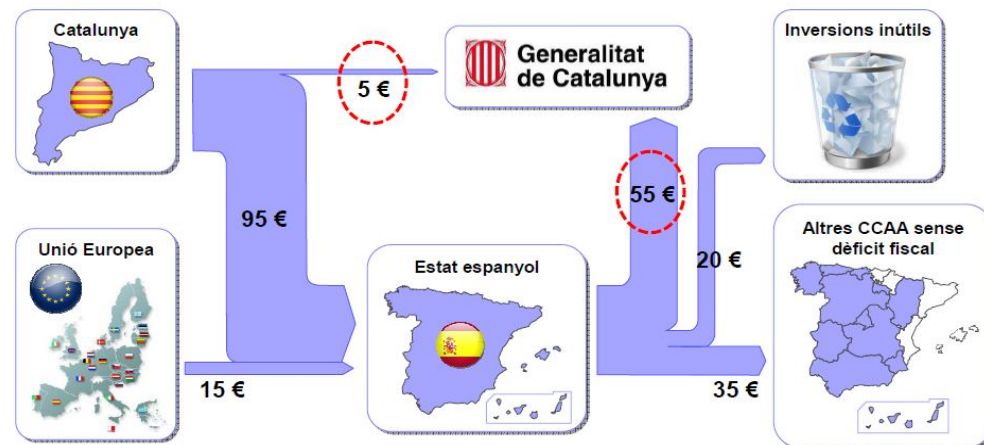 Catalunya
5 €
Generalitat
de Catalunya
Inversions inútils
95 €
55 €
20 €
Unió Europea
Estat espanyol
Altres CCAA sense
dèficit fiscal
15 €
35 €